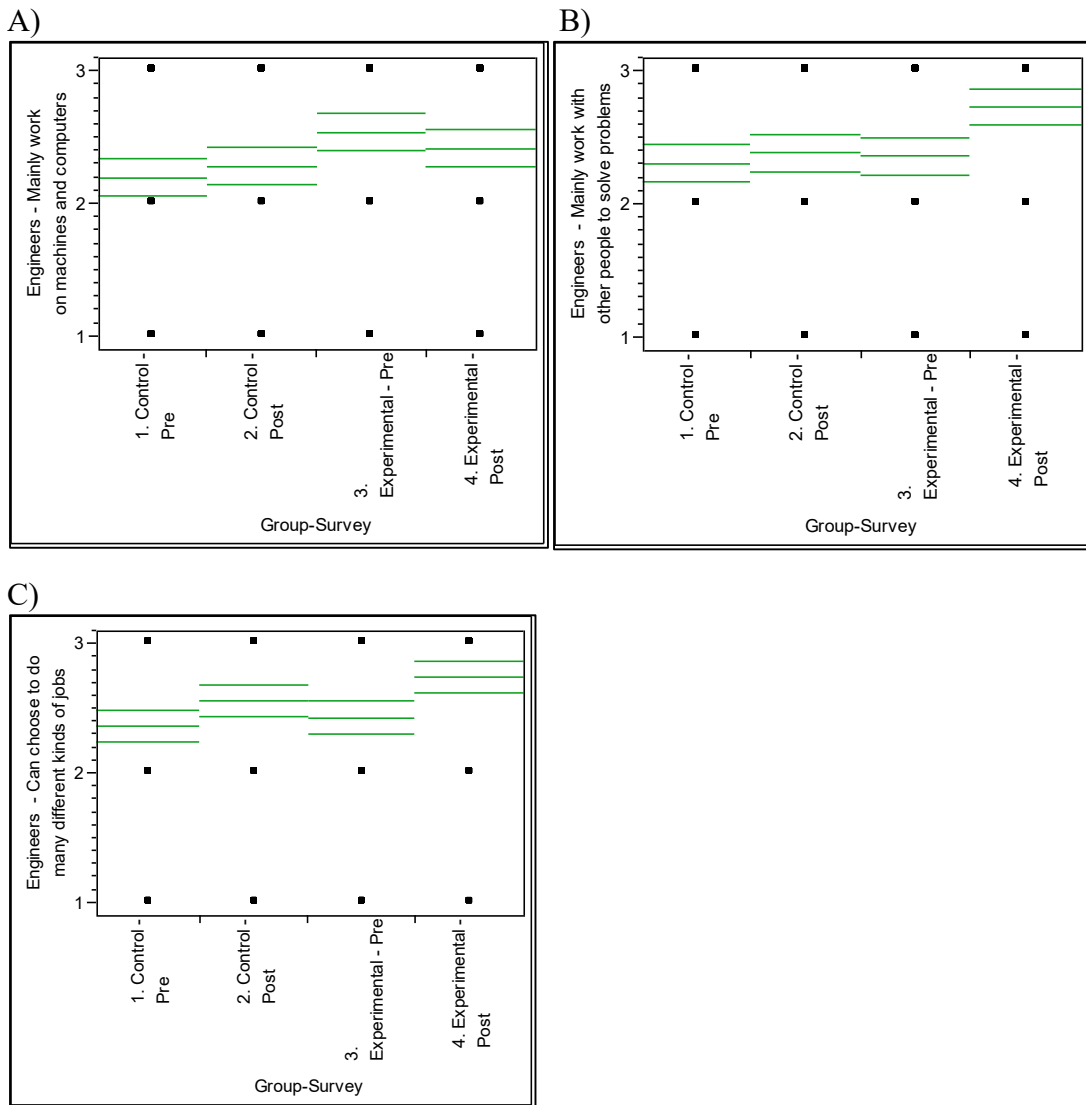 A)
Engineers - Mainly work
on machines and computers
3
2
1
1. Control -
Pre
2. Control -
Post
3.
Experimental - Pre
4. Experimental -
Post
Group-Survey
B)
Engineers - Mainly work with
other people to solve problems
3
2
1
1. Control -
Pre
2. Control -
Post
3.
Experimental - Pre
4. Experimental -
Post
Group-Survey
C)
Engineers - Can choose to do
many different kinds of jobs
3
2
1
1. Control -
Pre
2. Control -
Post
3.
Experimental - Pre
4. Experimental -
Post
Group-Survey